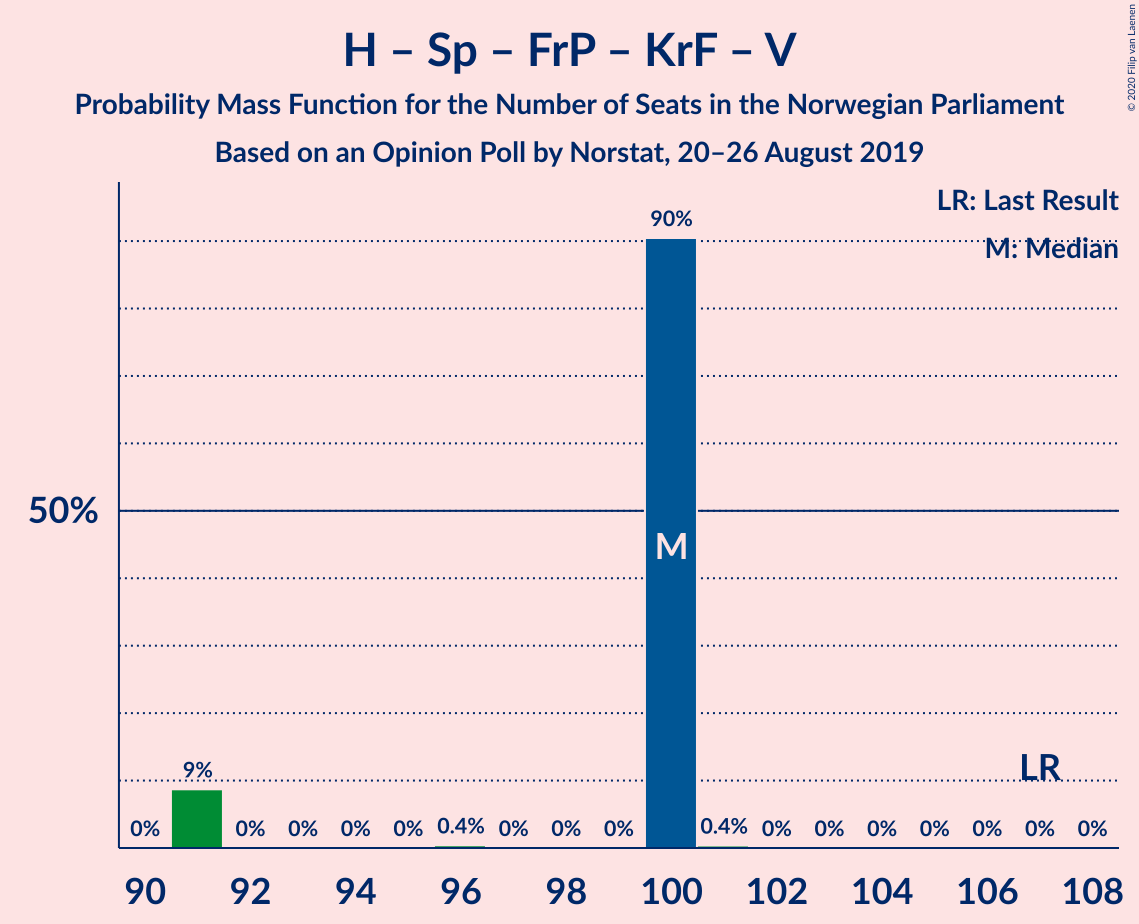 H – Sp – FrP – KrF – V
Probability Mass Function for the Number of Seats in the Norwegian Parliament
Based on an Opinion Poll by Norstat, 20–26 August 2019
© 2020 Filip van Laenen
LR: Last Result
M: Median
90%
50%
M
LR
9%
0% 0% 0% 0% 0% 0.4% 0% 0% 0% 0.4% 0% 0% 0% 0% 0% 0% 0%
90 92 94 96 98 100 102 104 106 108